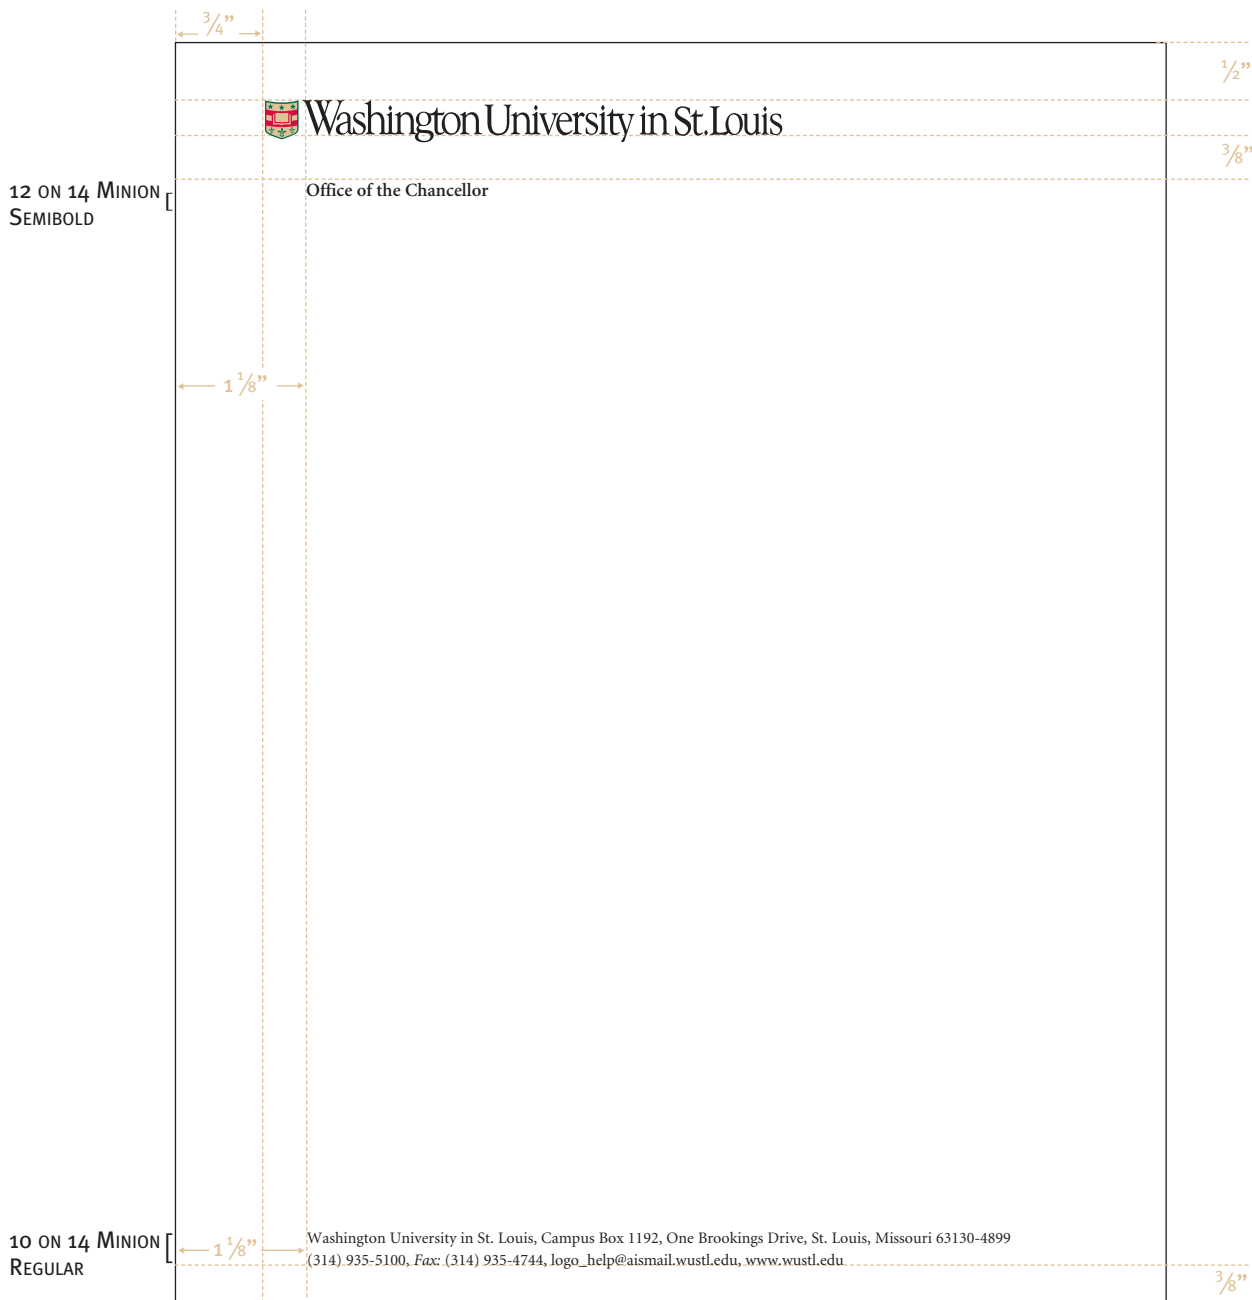 3/4”
1/2”
Washington University in St. Louis
3/8”
12 ON 14 MINION
SEMIBOLD
[
Office of the Chancellor
1 1/8”
10 ON 14 MINION
REGULAR
[
1 1/8”
Washington University in St. Louis, Campus Box 1192, One Brookings Drive, St. Louis, Missouri 63130-4899
(314) 935-5100, Fax: (314) 935-4744, logo_help@aismail.wustl.edu, www.wustl.edu
3/8”